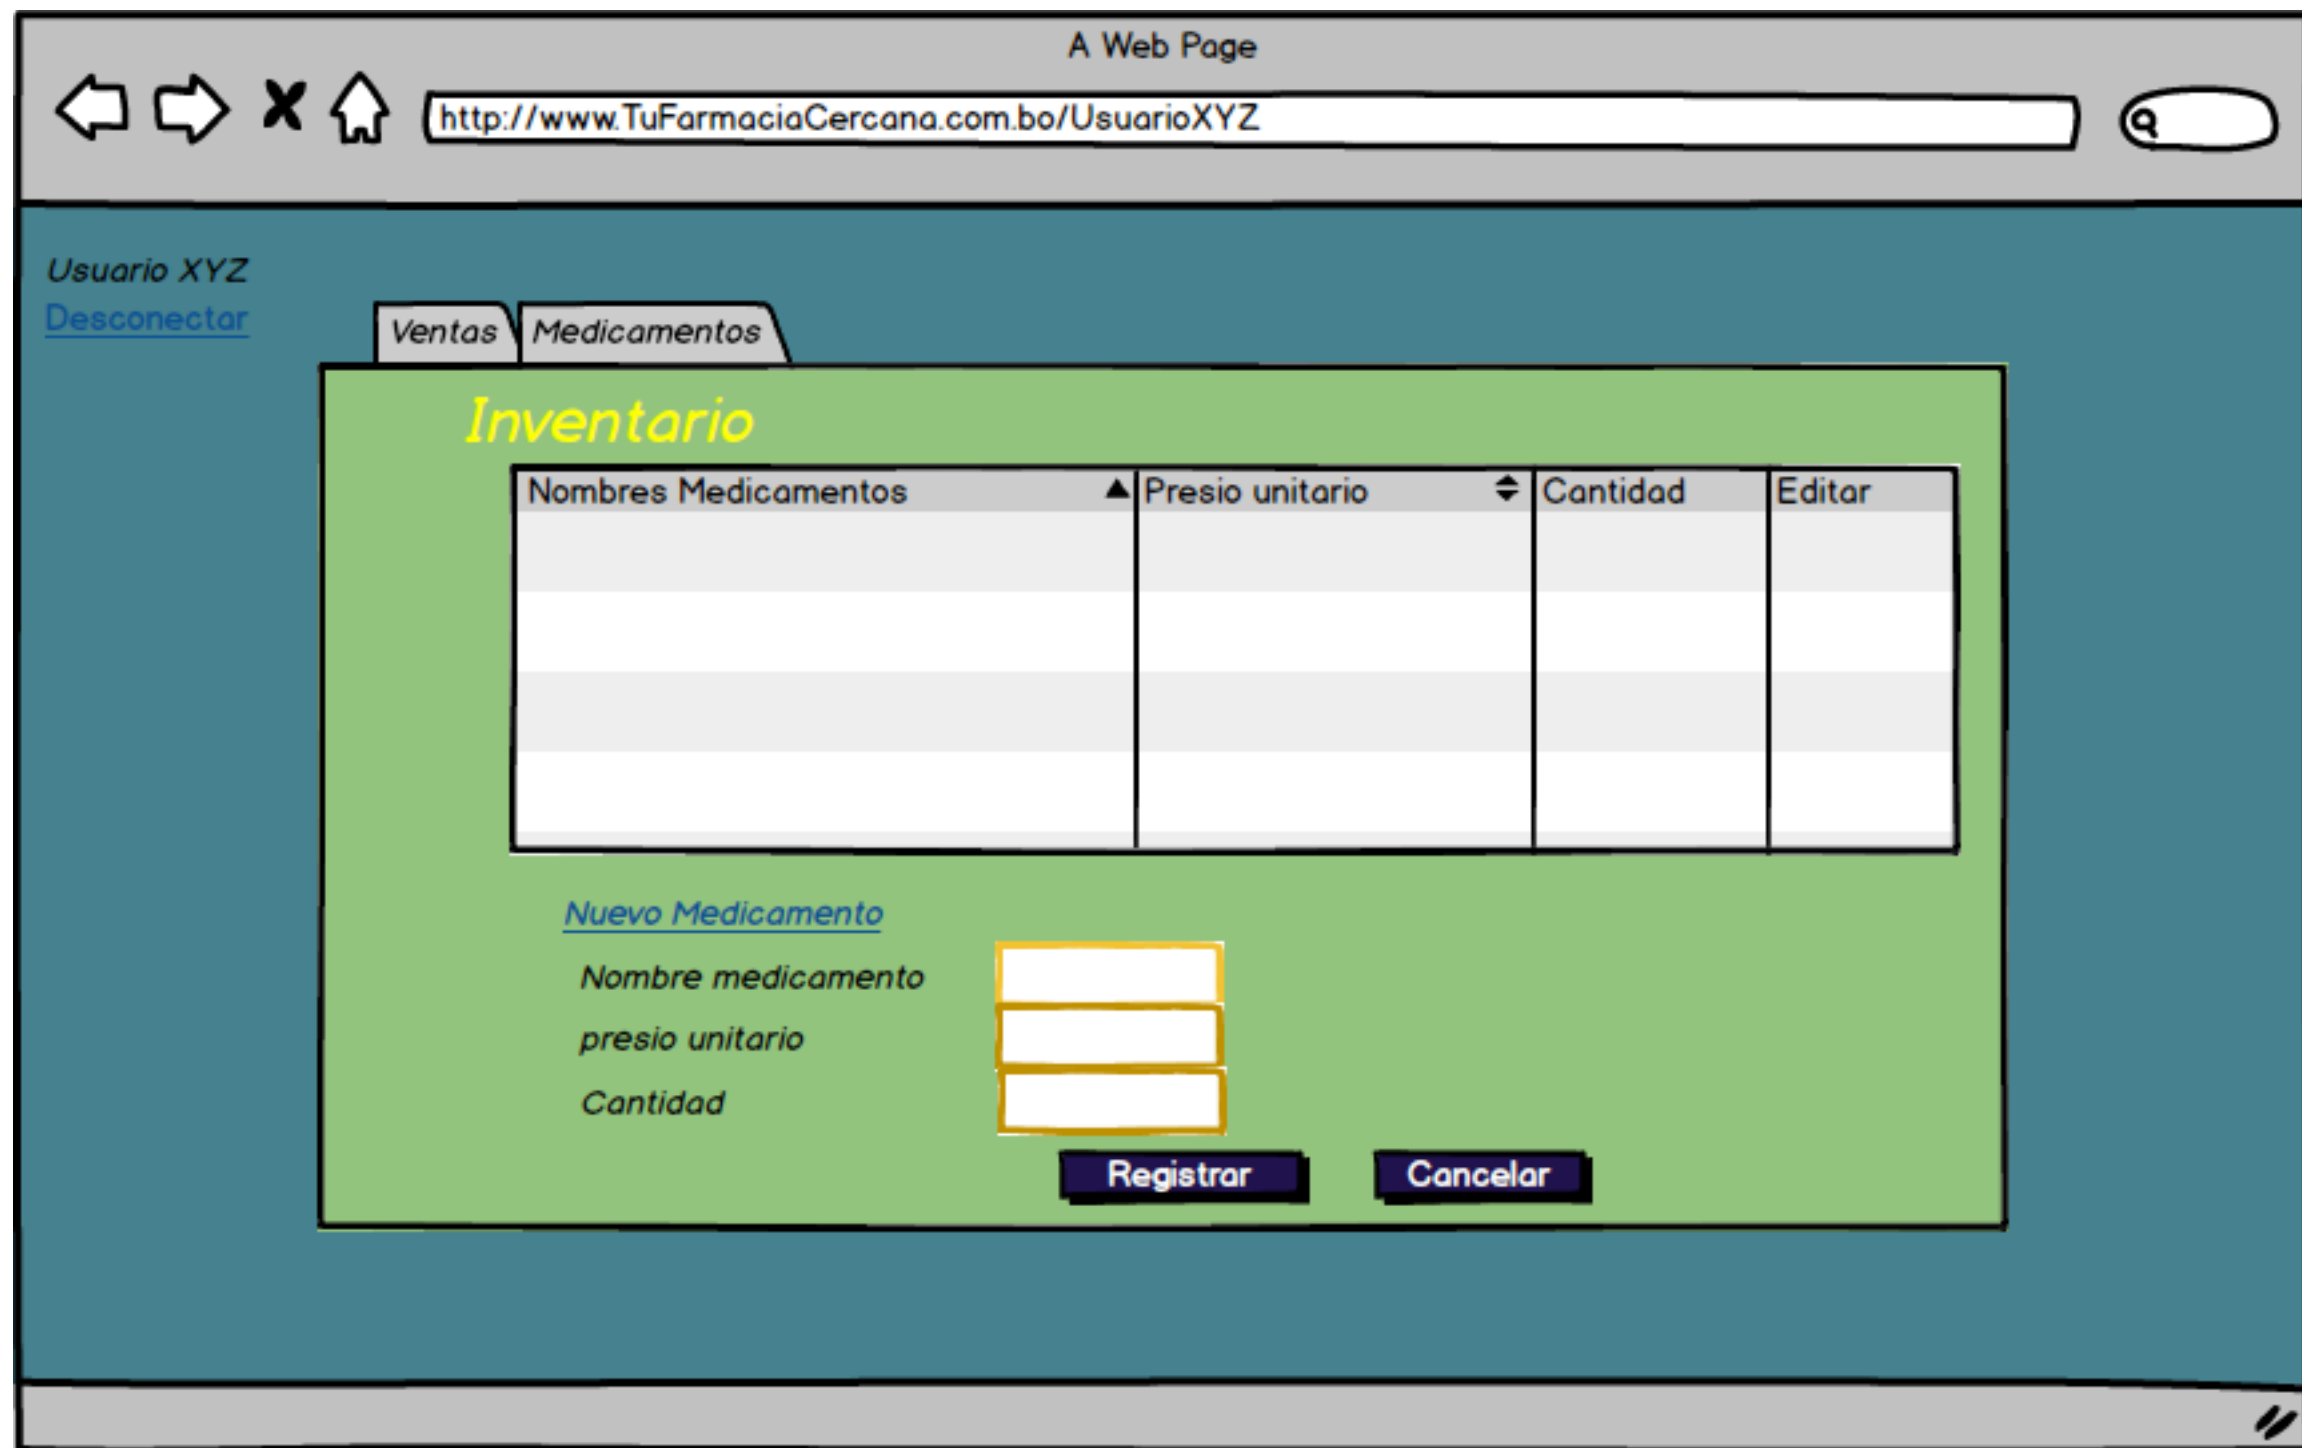 A Web Page
http://www.TuFarmaciaCercana.com.bo/UsuarioXYZ
Usuario XYZ
Desconectar
Ventas Medicamentos
Inventario
Nombres Medicamentos Presio unitario Cantidad Editar
Nuevo Medicamento
Nombre medicamento
presio unitario
Cantidad
Registrar Cancelar